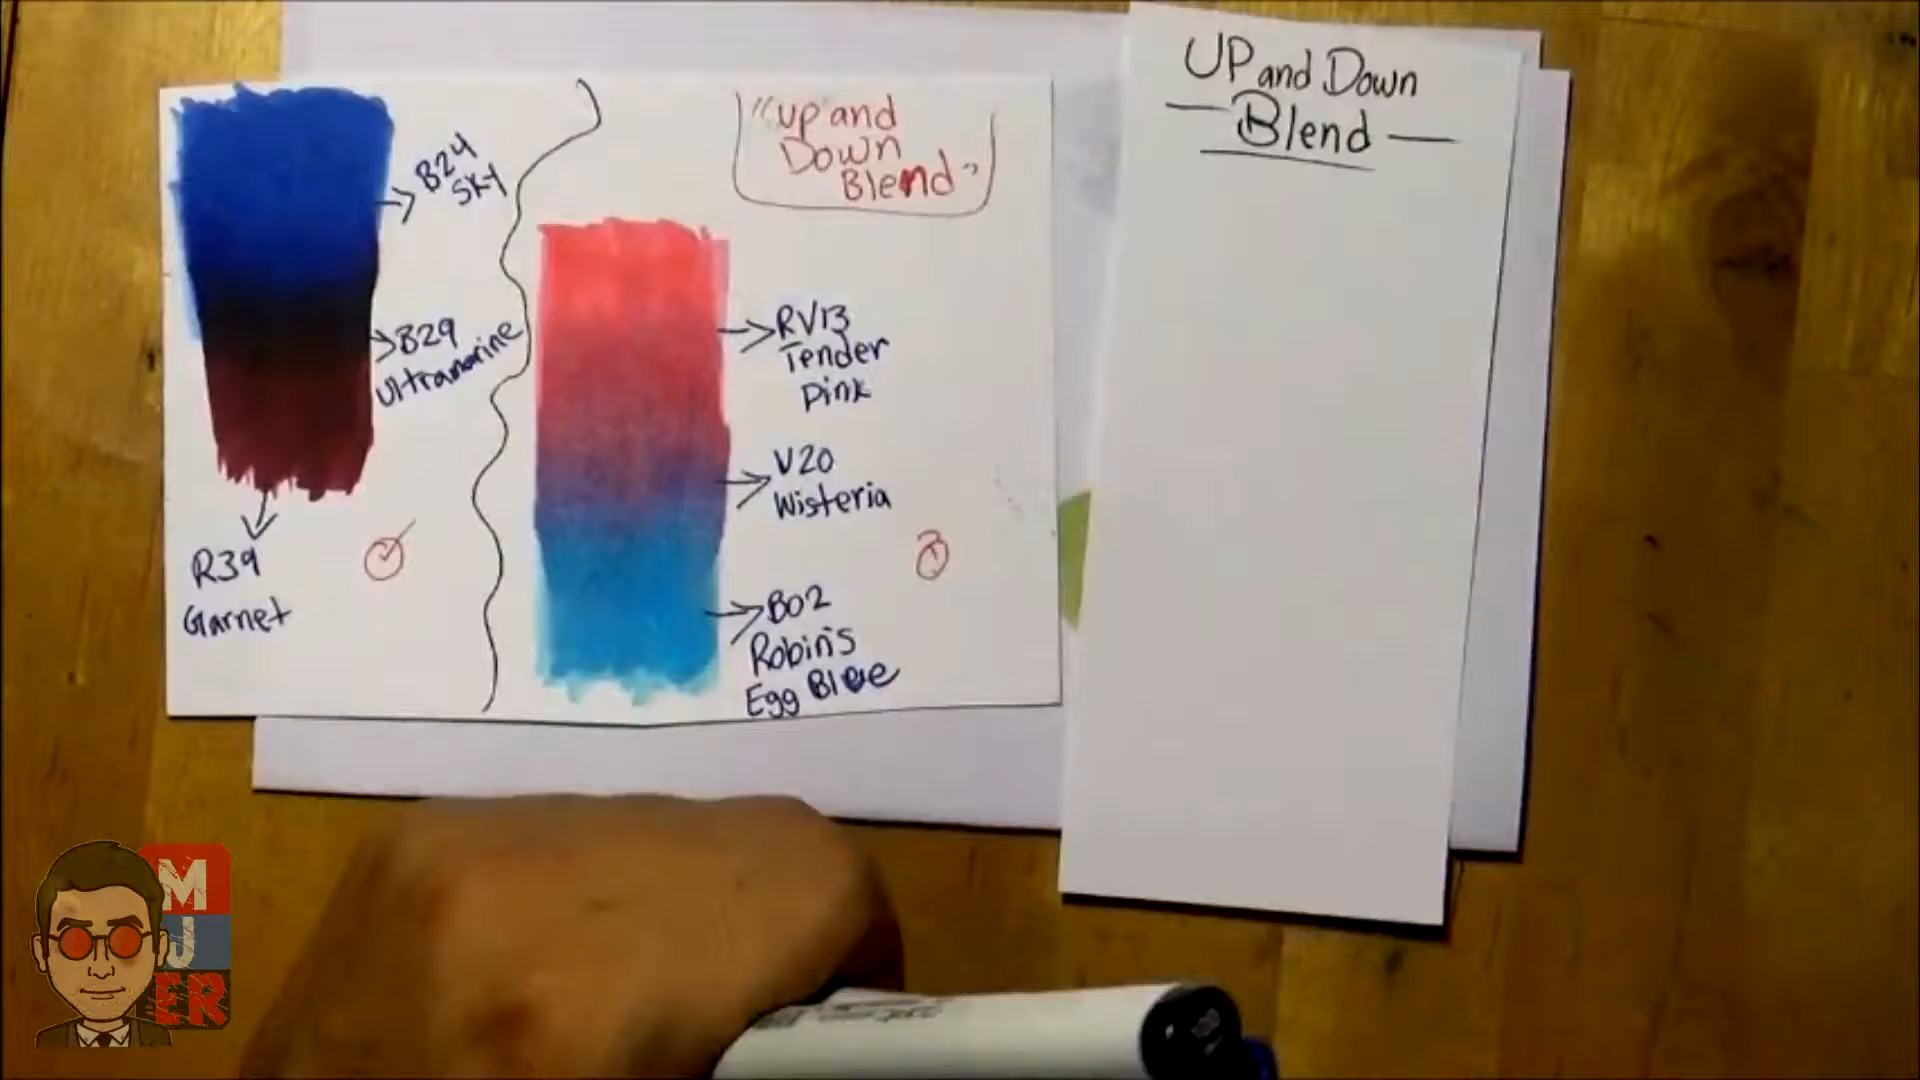 "up and
Down
Blend"
B24
Sky
B29
Ultramarine
R39
Garnet
RV13
Tender
Pink
V20
Wisteria
B02
Robin's
Egg Blue
UP and Down
Blend
M
J
ER